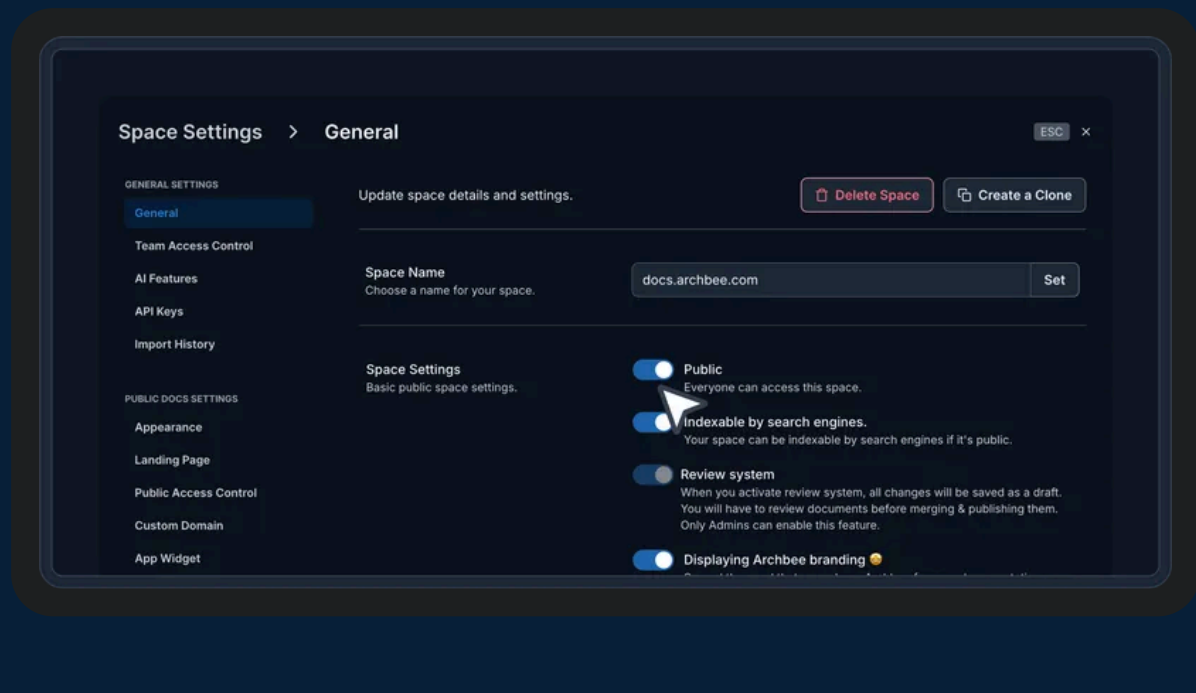 Space Settings > General
ESC ×
GENERAL SETTINGS
General
Team Access Control
AI Features
API Keys
Import History
PUBLIC DOCS SETTINGS
Appearance
Landing Page
Public Access Control
Custom Domain
App Widget
Update space details and settings.
Delete Space
Create a Clone
Space Name
Choose a name for your space.
docs.archbee.com
Set
Space Settings
Basic public space settings.
Public
Everyone can access this space.
Indexable by search engines.
Your space can be indexable by search engines if it's public.
Review system
When you activate review system, all changes will be saved as a draft.
You will have to review documents before merging & publishing them.
Only Admins can enable this feature.
Displaying Archbee branding 🤩